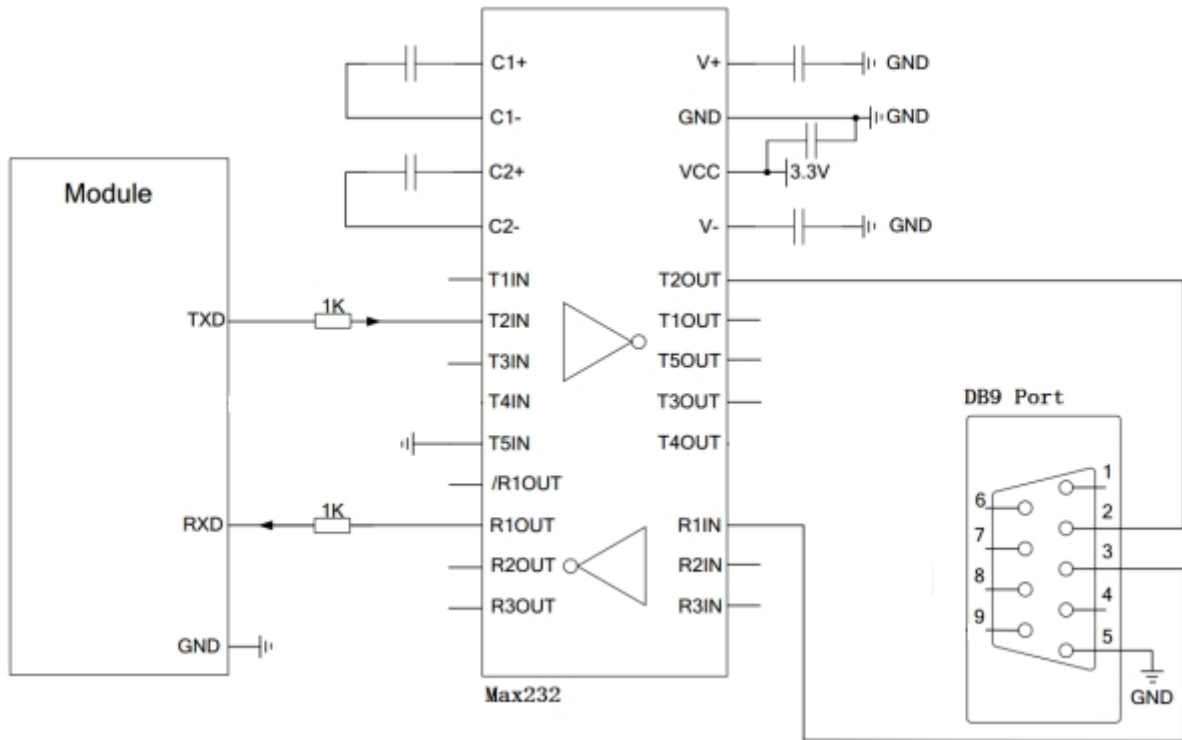 Module
TXD
RXD
GND
1K
1K
C1+
C1-
C2+
C2-
T1IN
T2IN
T3IN
T4IN
T5IN
/R1OUT
R1OUT
R2OUT
R3OUT
V+
GND
VCC
V-
T2OUT
T1OUT
T5OUT
T3OUT
T4OUT
R1IN
R2IN
R3IN
Max232
GND
GND
3.3V
GND
DB9 Port
1
2
3
4
5
6
7
8
9
GND